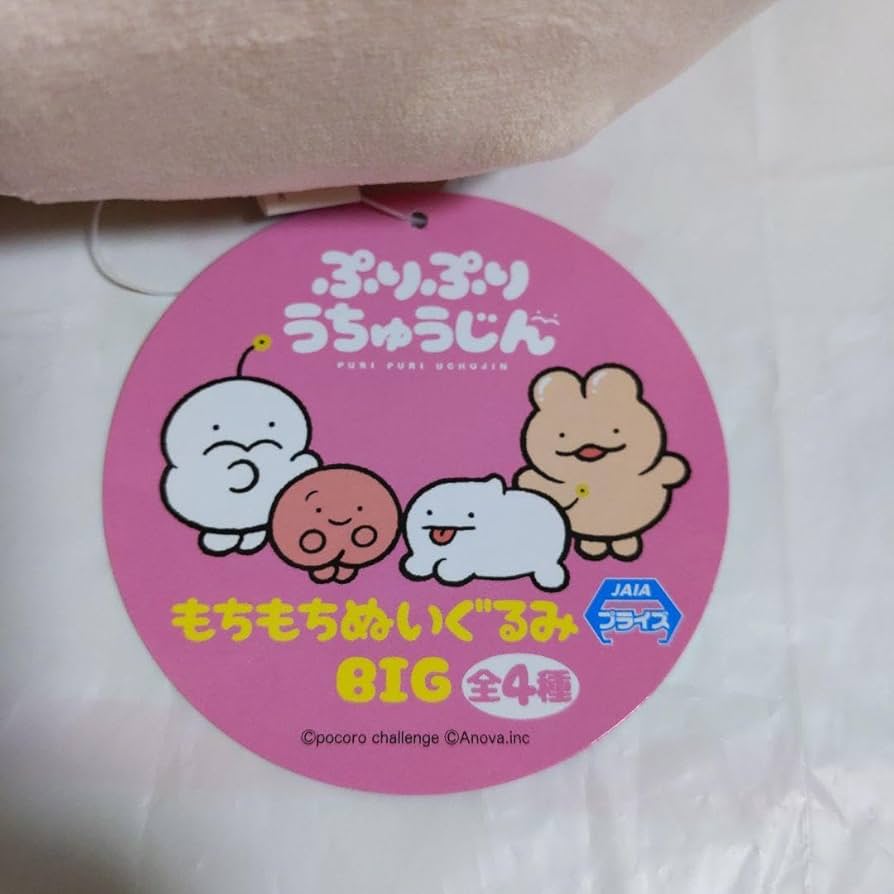 ぷりぷり
うちゅうじん
PURI PURI UCHUJIN
もちもちぬいぐるみ
JAIA
プライズ
BIG 全4種
©pocoro challenge ©Anova.inc